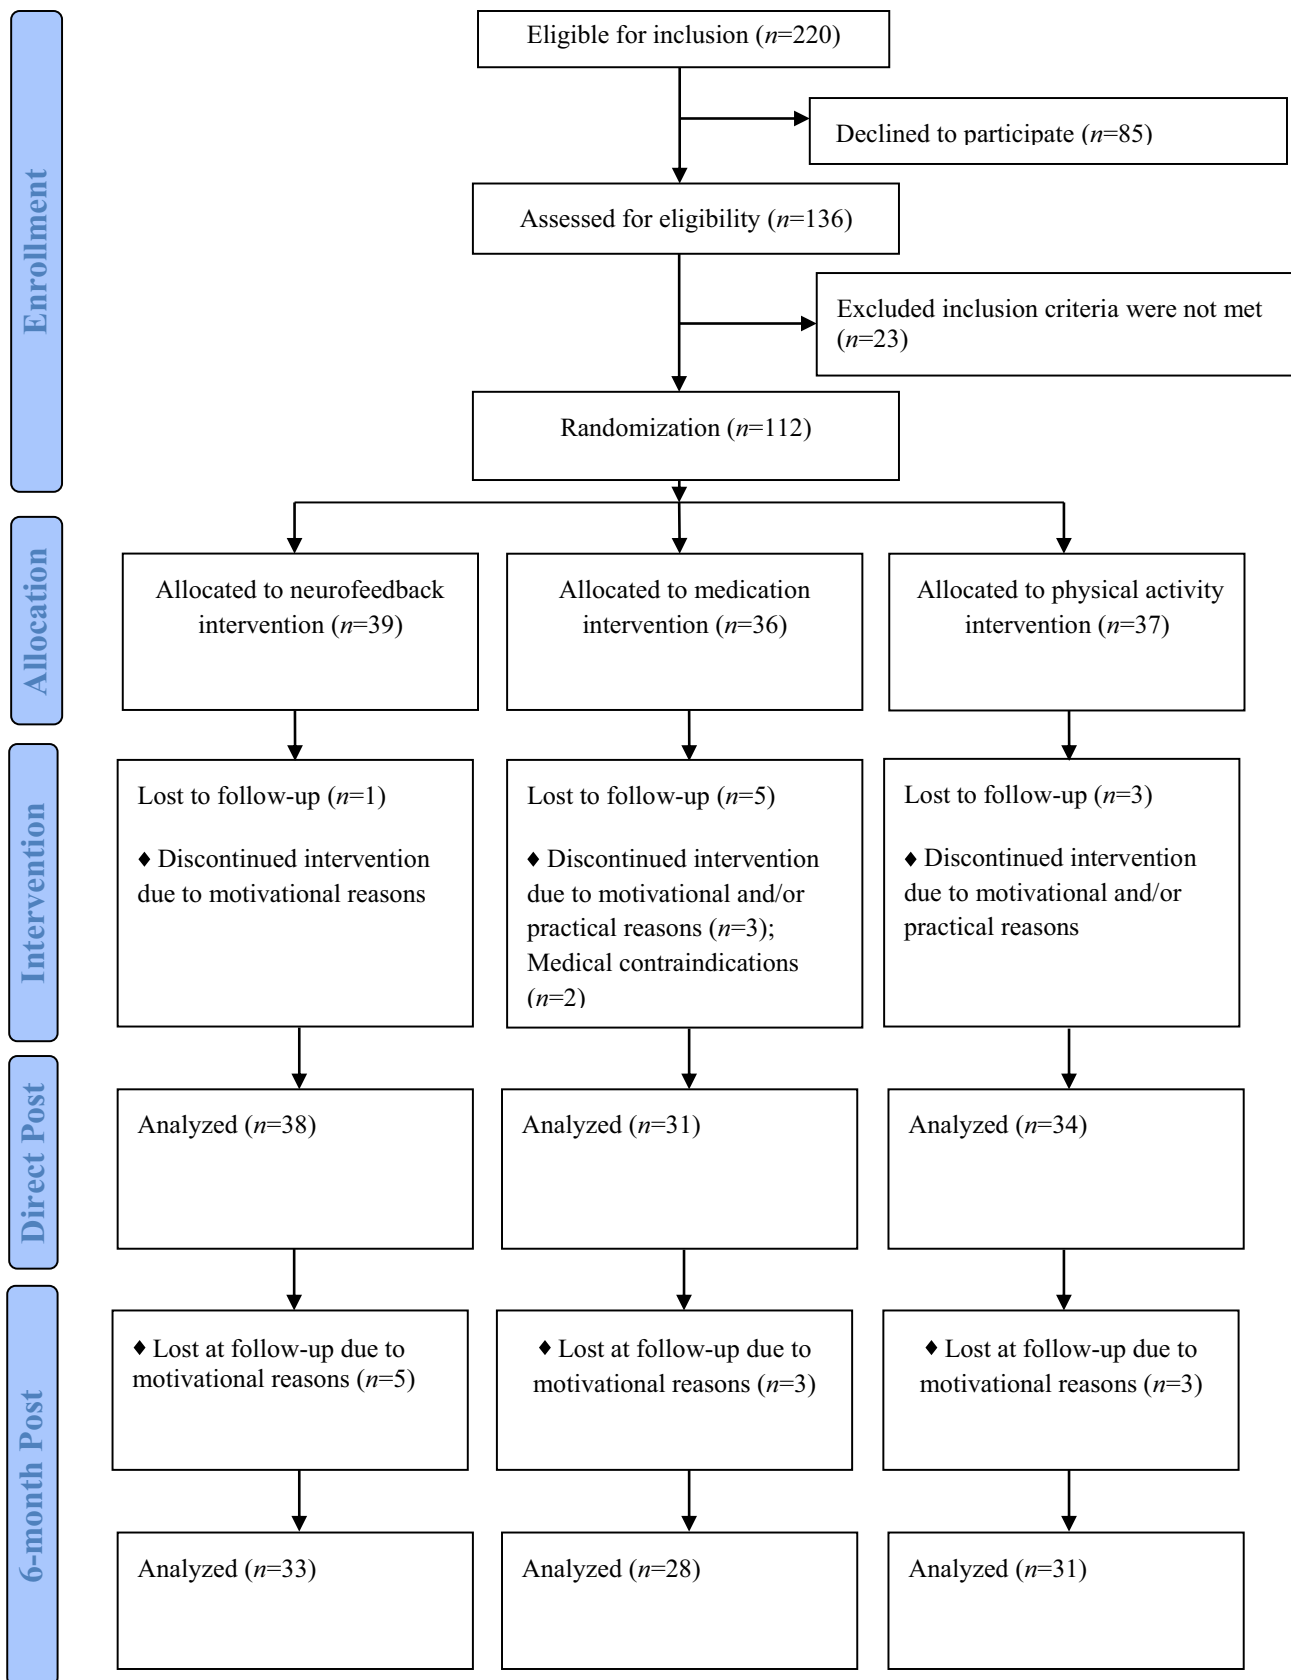 Enrollment
Eligible for inclusion (n=220)
Declined to participate (n=85)
Assessed for eligibility (n=136)
Excluded inclusion criteria were not met
(n=23)
Randomization (n=112)
Allocation
Allocated to neurofeedback
intervention (n=39)
Allocated to medication
intervention (n=36)
Allocated to physical activity
intervention (n=37)
Intervention
Lost to follow-up (n=1)
♦ Discontinued intervention
due to motivational reasons
Lost to follow-up (n=5)
♦ Discontinued intervention
due to motivational and/or
practical reasons (n=3);
Medical contraindications
(n=2)
Lost to follow-up (n=3)
♦ Discontinued intervention
due to motivational and/or
practical reasons
Direct Post
Analyzed (n=38)
Analyzed (n=31)
Analyzed (n=34)
6-month Post
♦ Lost at follow-up due to
motivational reasons (n=5)
♦ Lost at follow-up due to
motivational reasons (n=3)
♦ Lost at follow-up due to
motivational reasons (n=3)
Analyzed (n=33)
Analyzed (n=28)
Analyzed (n=31)